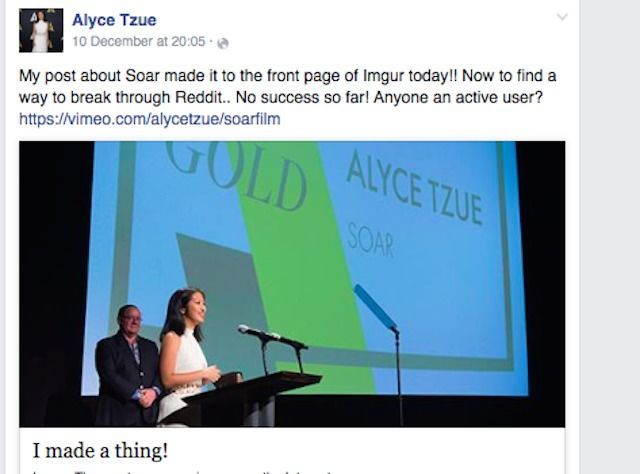 Alyce Tzue
10 December at 20:05 ·
My post about Soar made it to the front page of Imgur today!! Now to find a
way to break through Reddit.. No success so far! Anyone an active user?
https://vimeo.com/alycetzue/soarfilm
GOLD
ALYCE TZUE
SOAR
I made a thing!